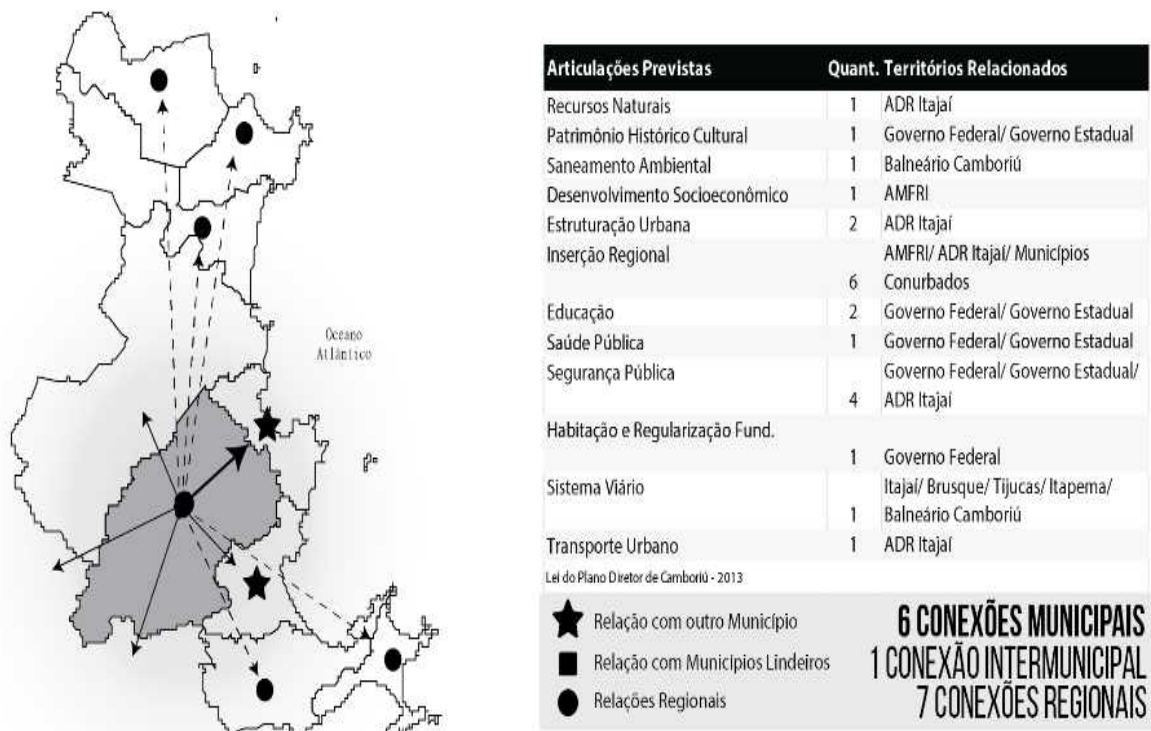 Oceano
Atlântico
Articulações Previstas Quant. Territórios Relacionados
Recursos Naturais 1 ADR Itajaí
Patrimônio Histórico Cultural 1 Governo Federal/ Governo Estadual
Saneamento Ambiental 1 Balneário Camboriú
Desenvolvimento Socioeconômico 1 AMFRI
Estruturação Urbana 2 ADR Itajaí
Inserção Regional AMFRI/ ADR Itajaí/ Municípios
6 Conurbados
Educação 2 Governo Federal/ Governo Estadual
Saúde Pública 1 Governo Federal/ Governo Estadual
Segurança Pública Governo Federal/ Governo Estadual/
4 ADR Itajaí
Habitação e Regularização Fund.
1 Governo Federal
Sistema Viário Itajaí/ Brusque/ Tijucas/ Itapema/
1 Balneário Camboriú
Transporte Urbano 1 ADR Itajaí
Lei do Plano Diretor de Camboriú - 2013
Relação com outro Município
Relação com Municípios Lindeiros
Relações Regionais
6 CONEXÕES MUNICIPAIS
1 CONEXÃO INTERMUNICIPAL
7 CONEXÕES REGIONAIS